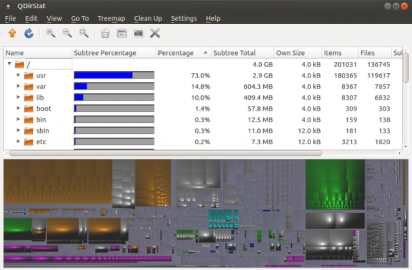 QDirStat
File Edit View Go To Treemap Clean Up Settings Help
Name Subtree Percentage Percentage Subtree Total Own Size Items Files Sul
/ 4.0 GB 4.0 kB 201031 136745
usr 73.0% 2.9 GB 4.0 kB 180365 119617
var 14.8% 604.3 MB 4.0 kB 8367 7857
lib 10.0% 409.4 MB 4.0 kB 8307 6832
boot 1.4% 57.8 MB 4.0 kB 309 303
bin 0.3% 12.5 MB 4.0 kB 159 138
sbin 0.3% 11.0 MB 12.0 kB 181 133
etc 0.2% 7.3 MB 4.0 kB 3213 1820